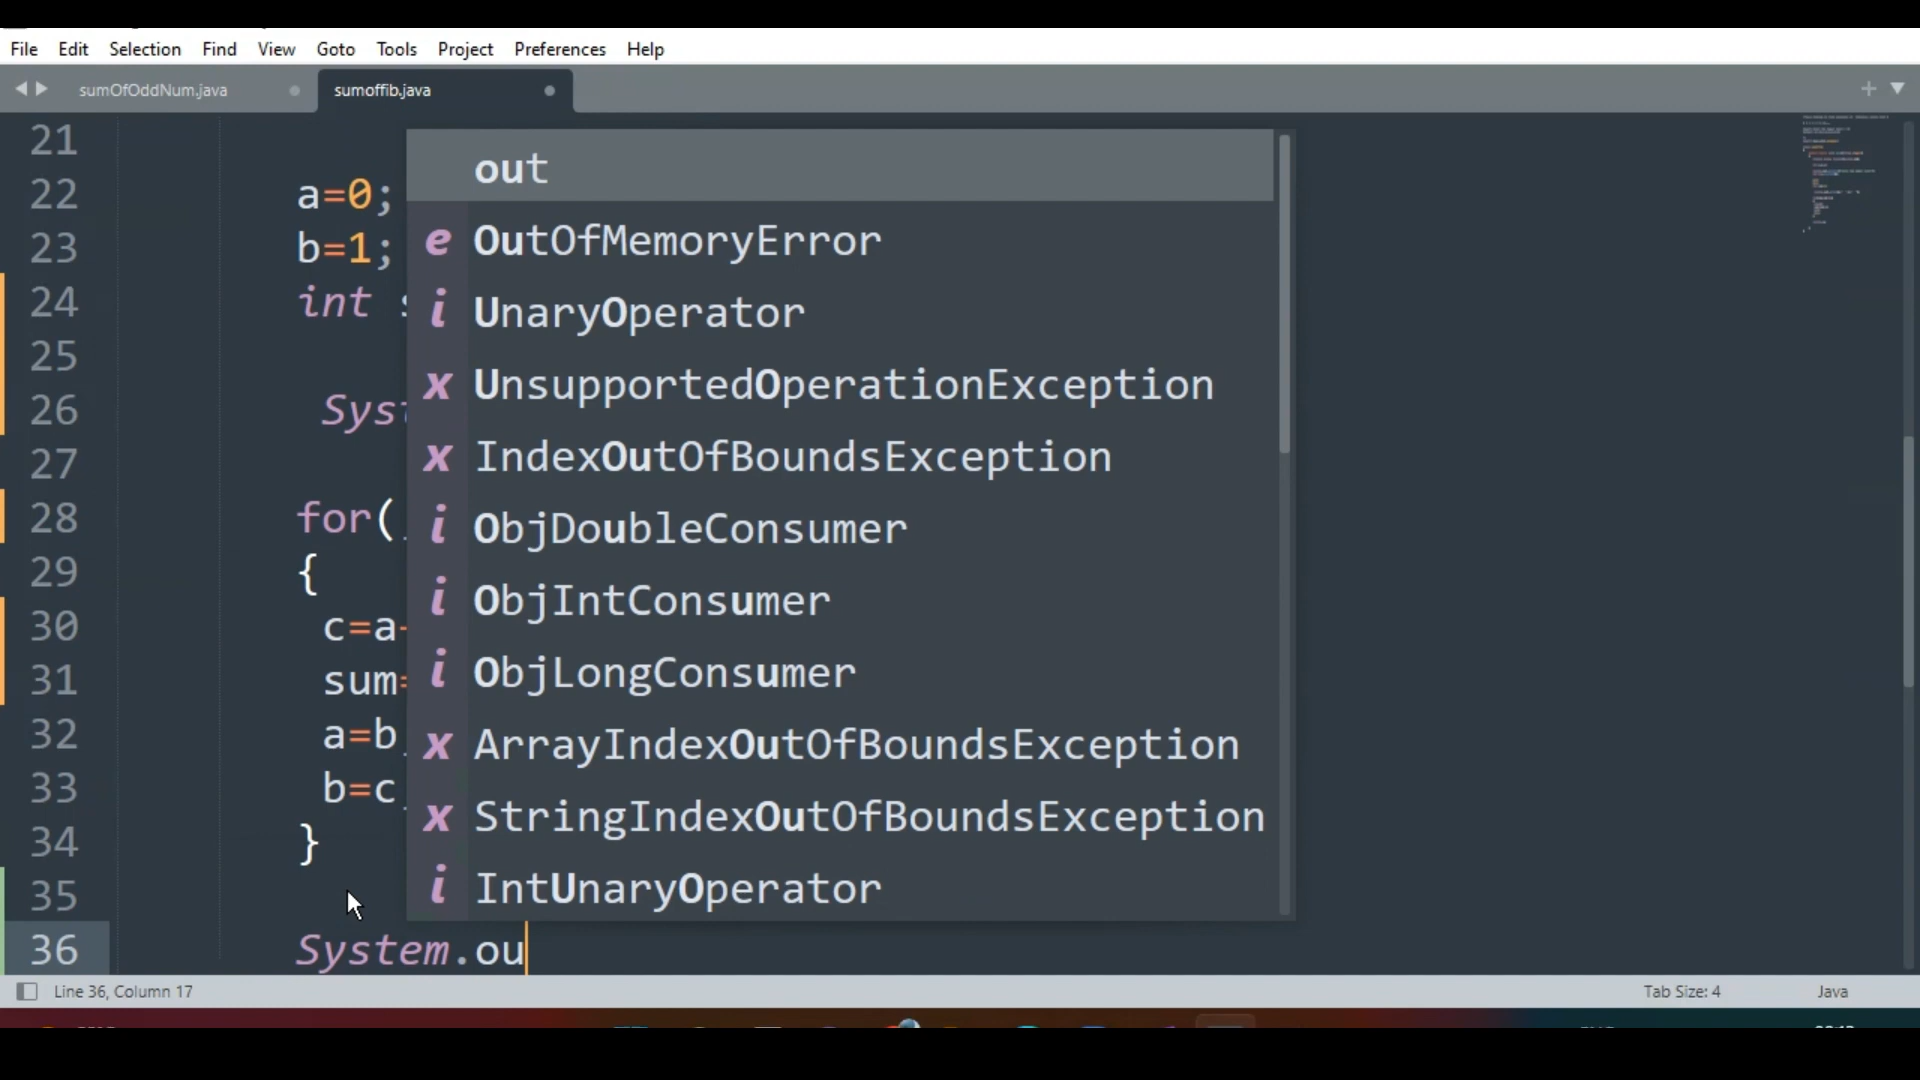 File Edit Selection Find View Goto Tools Project Preferences Help
sumOfOddNum.java sumoffib.java
21
22 a=0;
23 b=1;
24 int
25
26 Syst
27
28 for(
29 {
30 c=a
31 sum=
32 a=b
33 b=c
34 }
35
36 System.ou
out
e OutOfMemoryError
i UnaryOperator
x UnsupportedOperationException
x IndexOutOfBoundsException
i ObjDoubleConsumer
i ObjIntConsumer
i ObjLongConsumer
x ArrayIndexOutOfBoundsException
x StringIndexOutOfBoundsException
i IntUnaryOperator
Line 36, Column 17 Tab Size: 4 Java